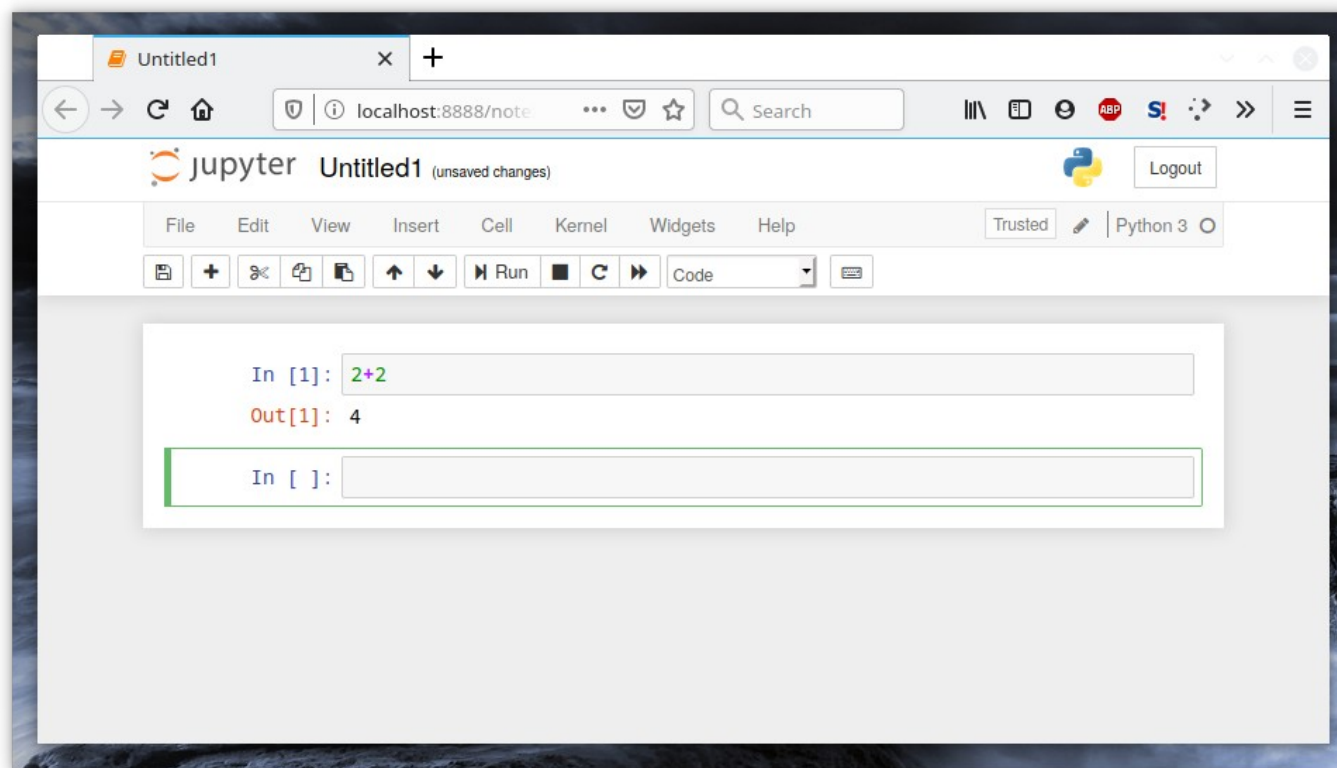 Untitled1
localhost:8888/note
Search
ABP
S!
jupyter Untitled1 (unsaved changes)
Logout
File Edit View Insert Cell Kernel Widgets Help
Trusted
Python 3
Run
Code
In [1]: 2+2
Out[1]: 4
In [ ]: